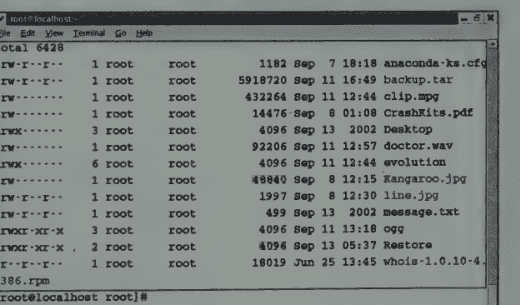 root@localhost:~
File Edit View Terminal Go Help
total 6428
rw-r--r-- 1 root root 1182 Sep 7 18:18 anaconda-ks.cfg
rw-r--r-- 1 root root 5918720 Sep 11 16:49 backup.tar
rw------- 1 root root 432264 Sep 11 12:44 clip.mpg
rw------- 1 root root 14476 Sep 8 01:08 CrashKits.pdf
rwx------ 3 root root 4096 Sep 13 2002 Desktop
rw------- 1 root root 92206 Sep 11 12:57 doctor.wav
rwx------ 6 root root 4096 Sep 11 12:44 evolution
rw------- 1 root root 48840 Sep 8 12:15 Kangaroo.jpg
rw-r--r-- 1 root root 1997 Sep 8 12:30 line.jpg
rw-r--r-- 1 root root 499 Sep 13 2002 message.txt
rwxr-xr-x 3 root root 4096 Sep 11 13:18 ogg
rwxr-xr-x 2 root root 4096 Sep 13 05:37 Restore
r--r--r-- 1 root root 18019 Jun 25 13:45 whois-1.0.10-4.
386.rpm
root@localhost root]#